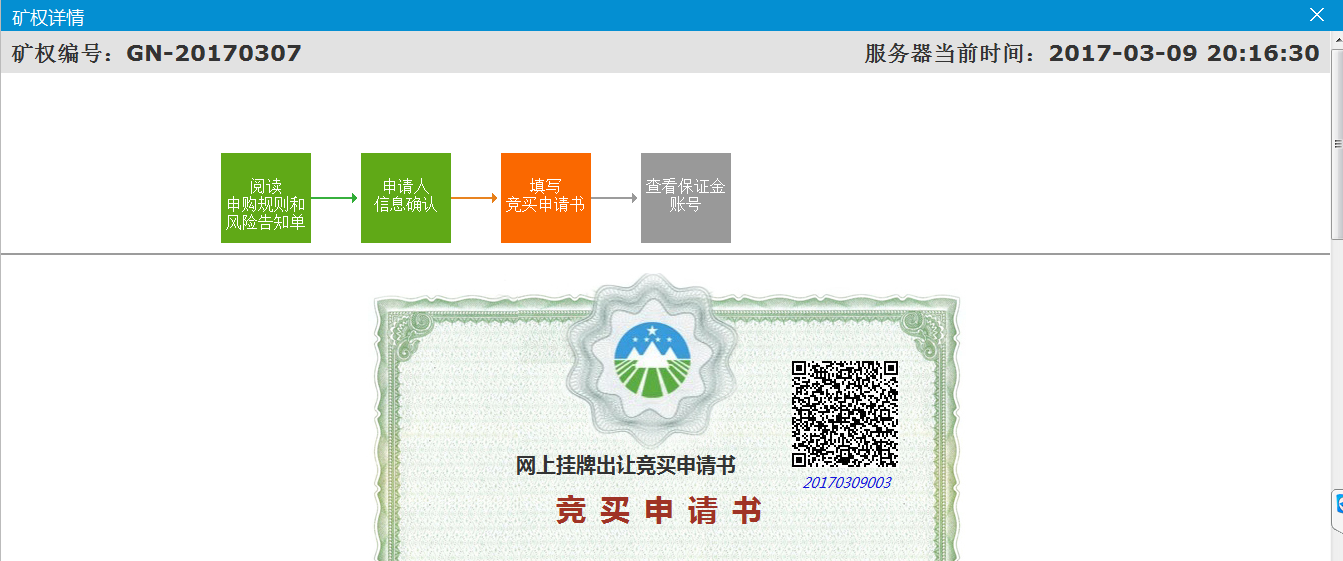 矿权详情
矿权编号：GN-20170307
服务器当前时间：2017-03-09 20:16:30
阅读
申购规则和
风险告知单
申请人
信息确认
填写
竞买申请书
查看保证金
账号
20170309003
网上挂牌出让竞买申请书
竞买申请书